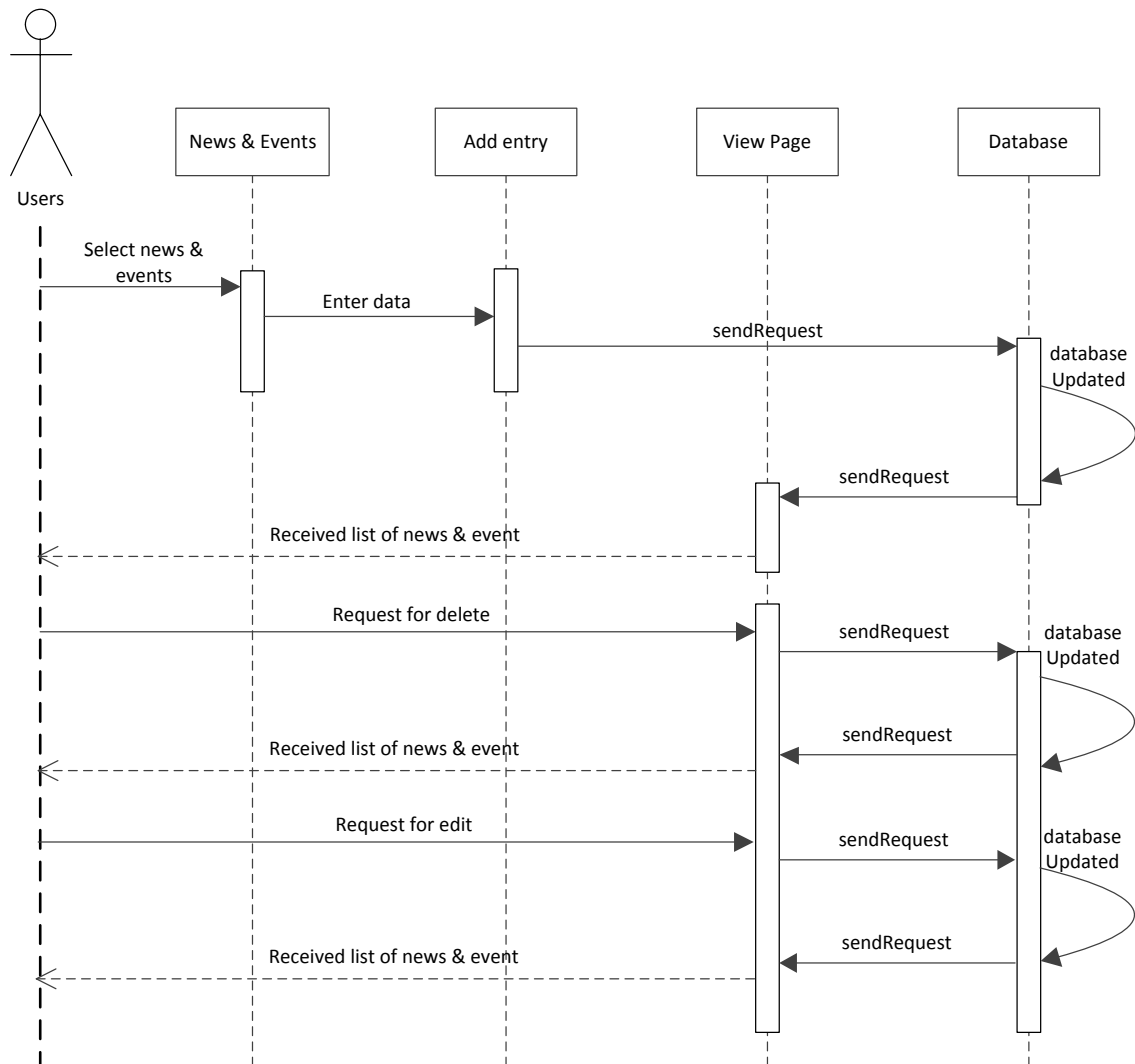 News & Events
Add entry
View Page
Database
Users
Select news &
events
Enter data
sendRequest
database
Updated
sendRequest
Received list of news & event
Request for delete
sendRequest
database
Updated
sendRequest
Received list of news & event
Request for edit
sendRequest
database
Updated
sendRequest
Received list of news & event